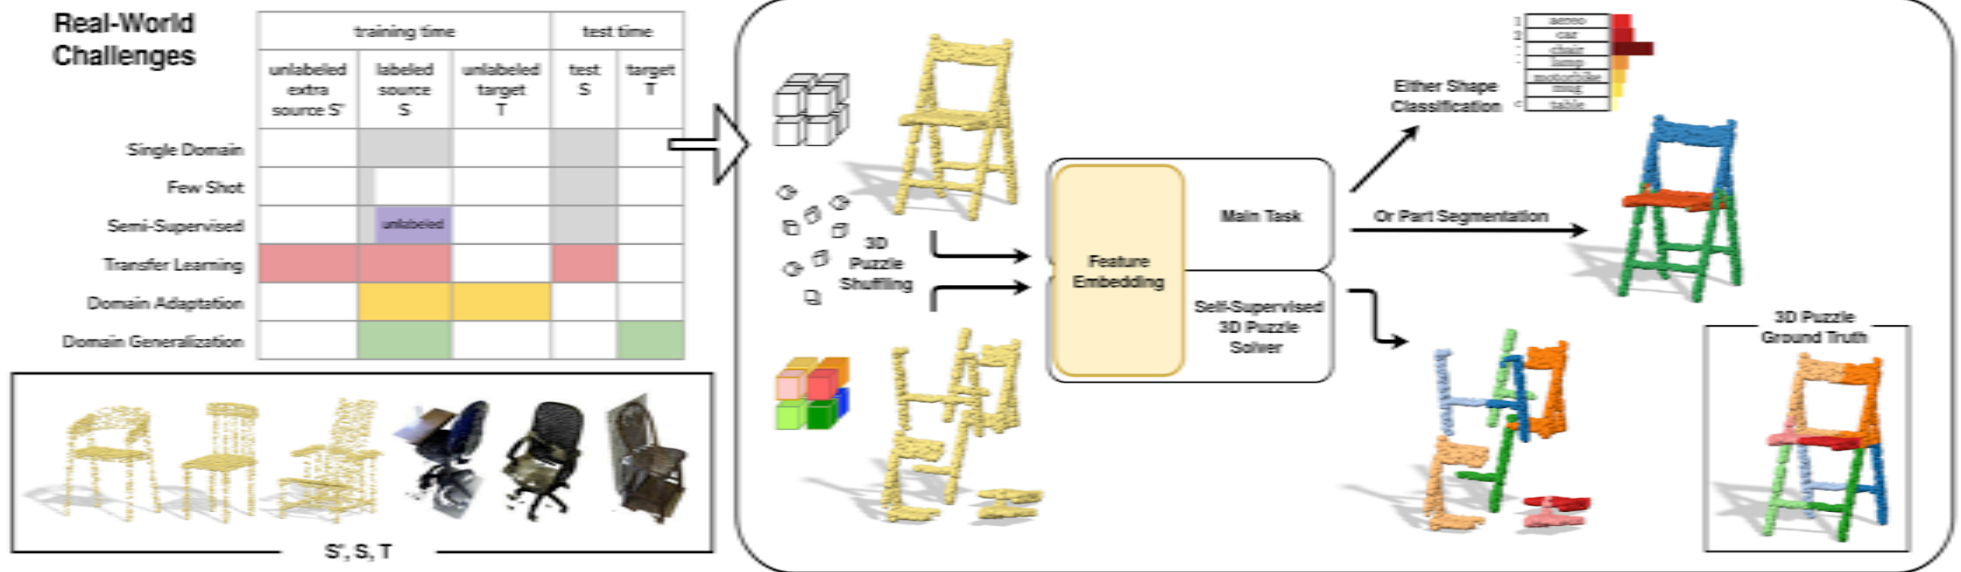 Real-World
Challenges
training time
test time
unlabeled
extra
source S'
labeled
source
S
unlabeled
target
T
test
S
target
T
Single Domain
Few Shot
Semi-Supervised
unlabeled
Transfer Learning
Domain Adaptation
Domain Generalization
S', S, T
3D
Puzzle
Shuffling
Feature
Embedding
Main Task
Self-Supervised
3D Puzzle
Solver
Either Shape
Classification
1 aereo
2 car
chair
lamp
motorbike
mug
c table
Or Part Segmentation
3D Puzzle
Ground Truth